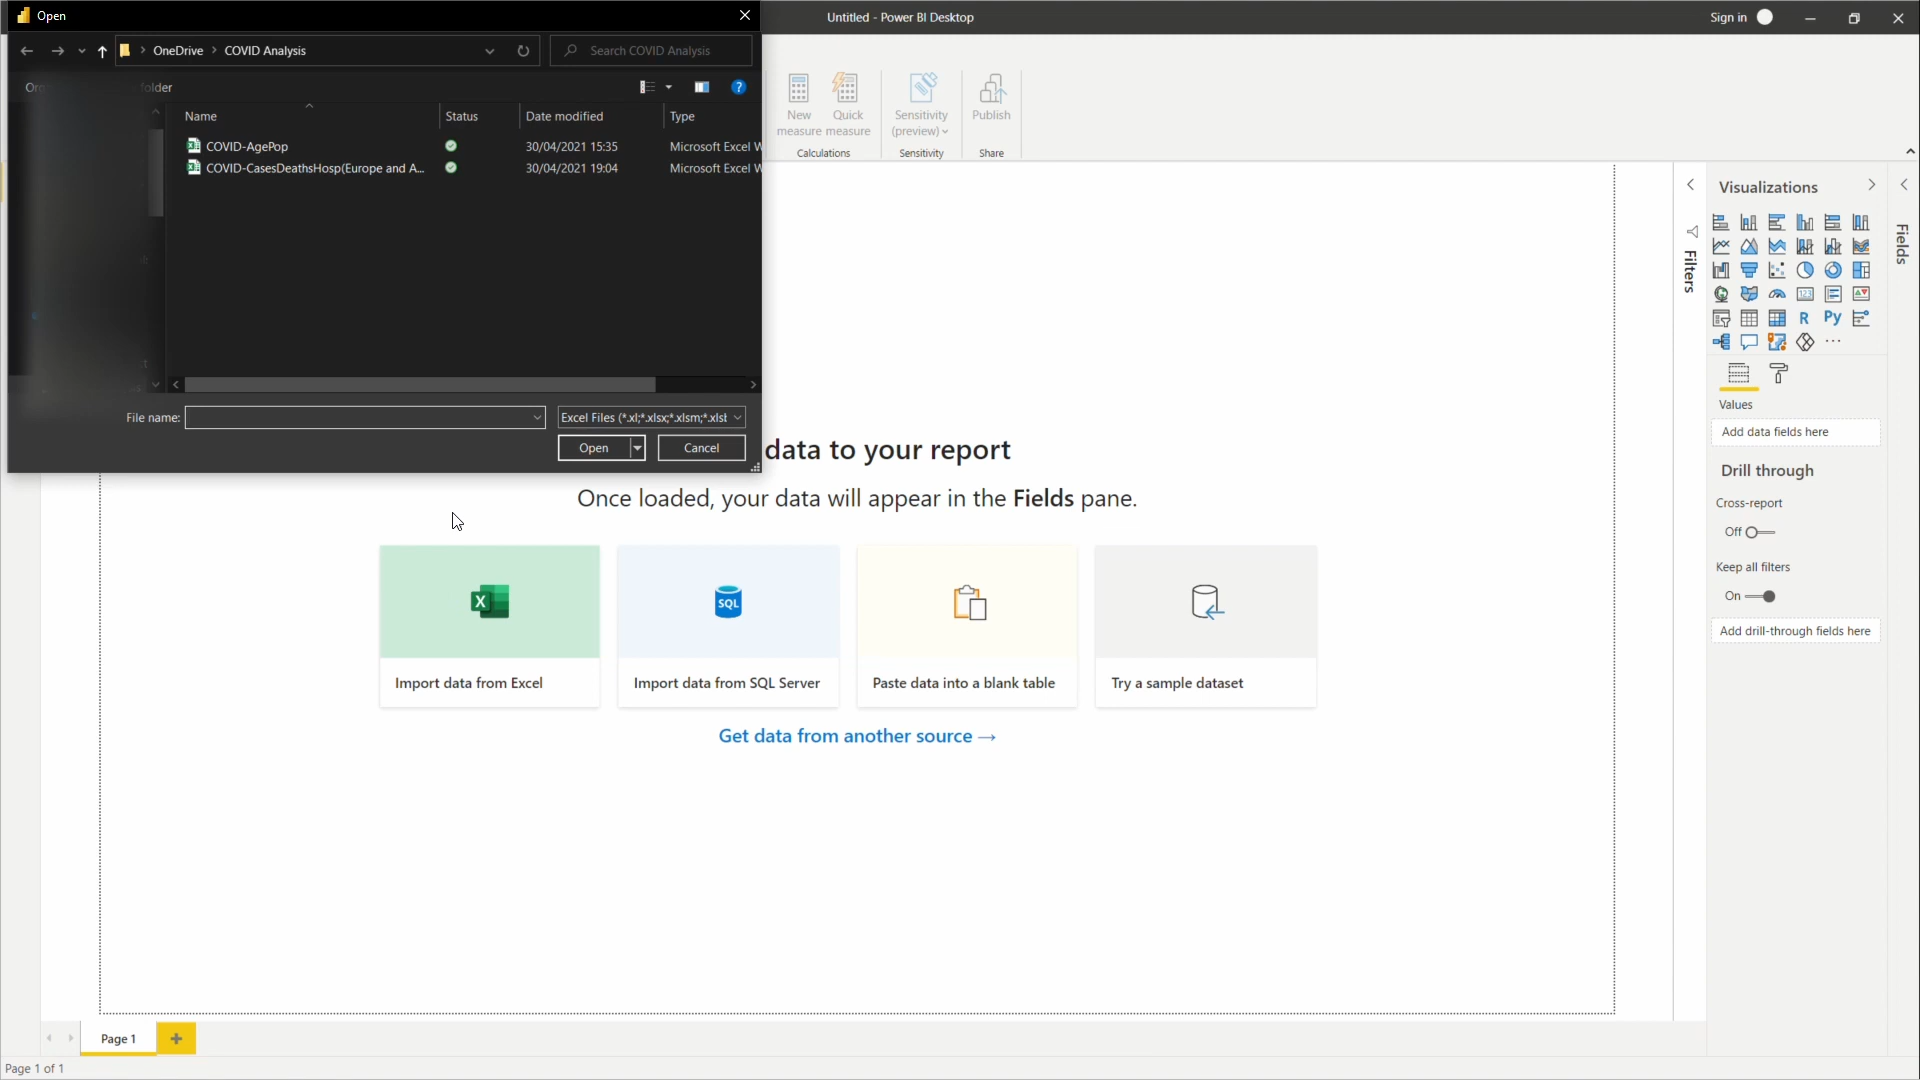 Open
Untitled - Power BI Desktop
Sign in
OneDrive > COVID Analysis
Search COVID Analysis
Name
Status
Date modified
Type
COVID-AgePop
30/04/2021 15:35
Microsoft Excel W
COVID-CasesDeathsHosp(Europe and A...
30/04/2021 19:04
Microsoft Excel W
File name:
Excel Files (*.xl;*.xlsx;*.xlsm;*.xlsb
Open
Cancel
New measure
Quick measure
Sensitivity (preview)
Publish
Calculations
Sensitivity
Share
data to your report
Once loaded, your data will appear in the Fields pane.
X
SQL
Import data from Excel
Import data from SQL Server
Paste data into a blank table
Try a sample dataset
Get data from another source →
Filters
Visualizations
R
Py
123
Values
Add data fields here
Drill through
Cross-report
Off
Keep all filters
On
Add drill-through fields here
Fields
Page 1
Page 1 of 1